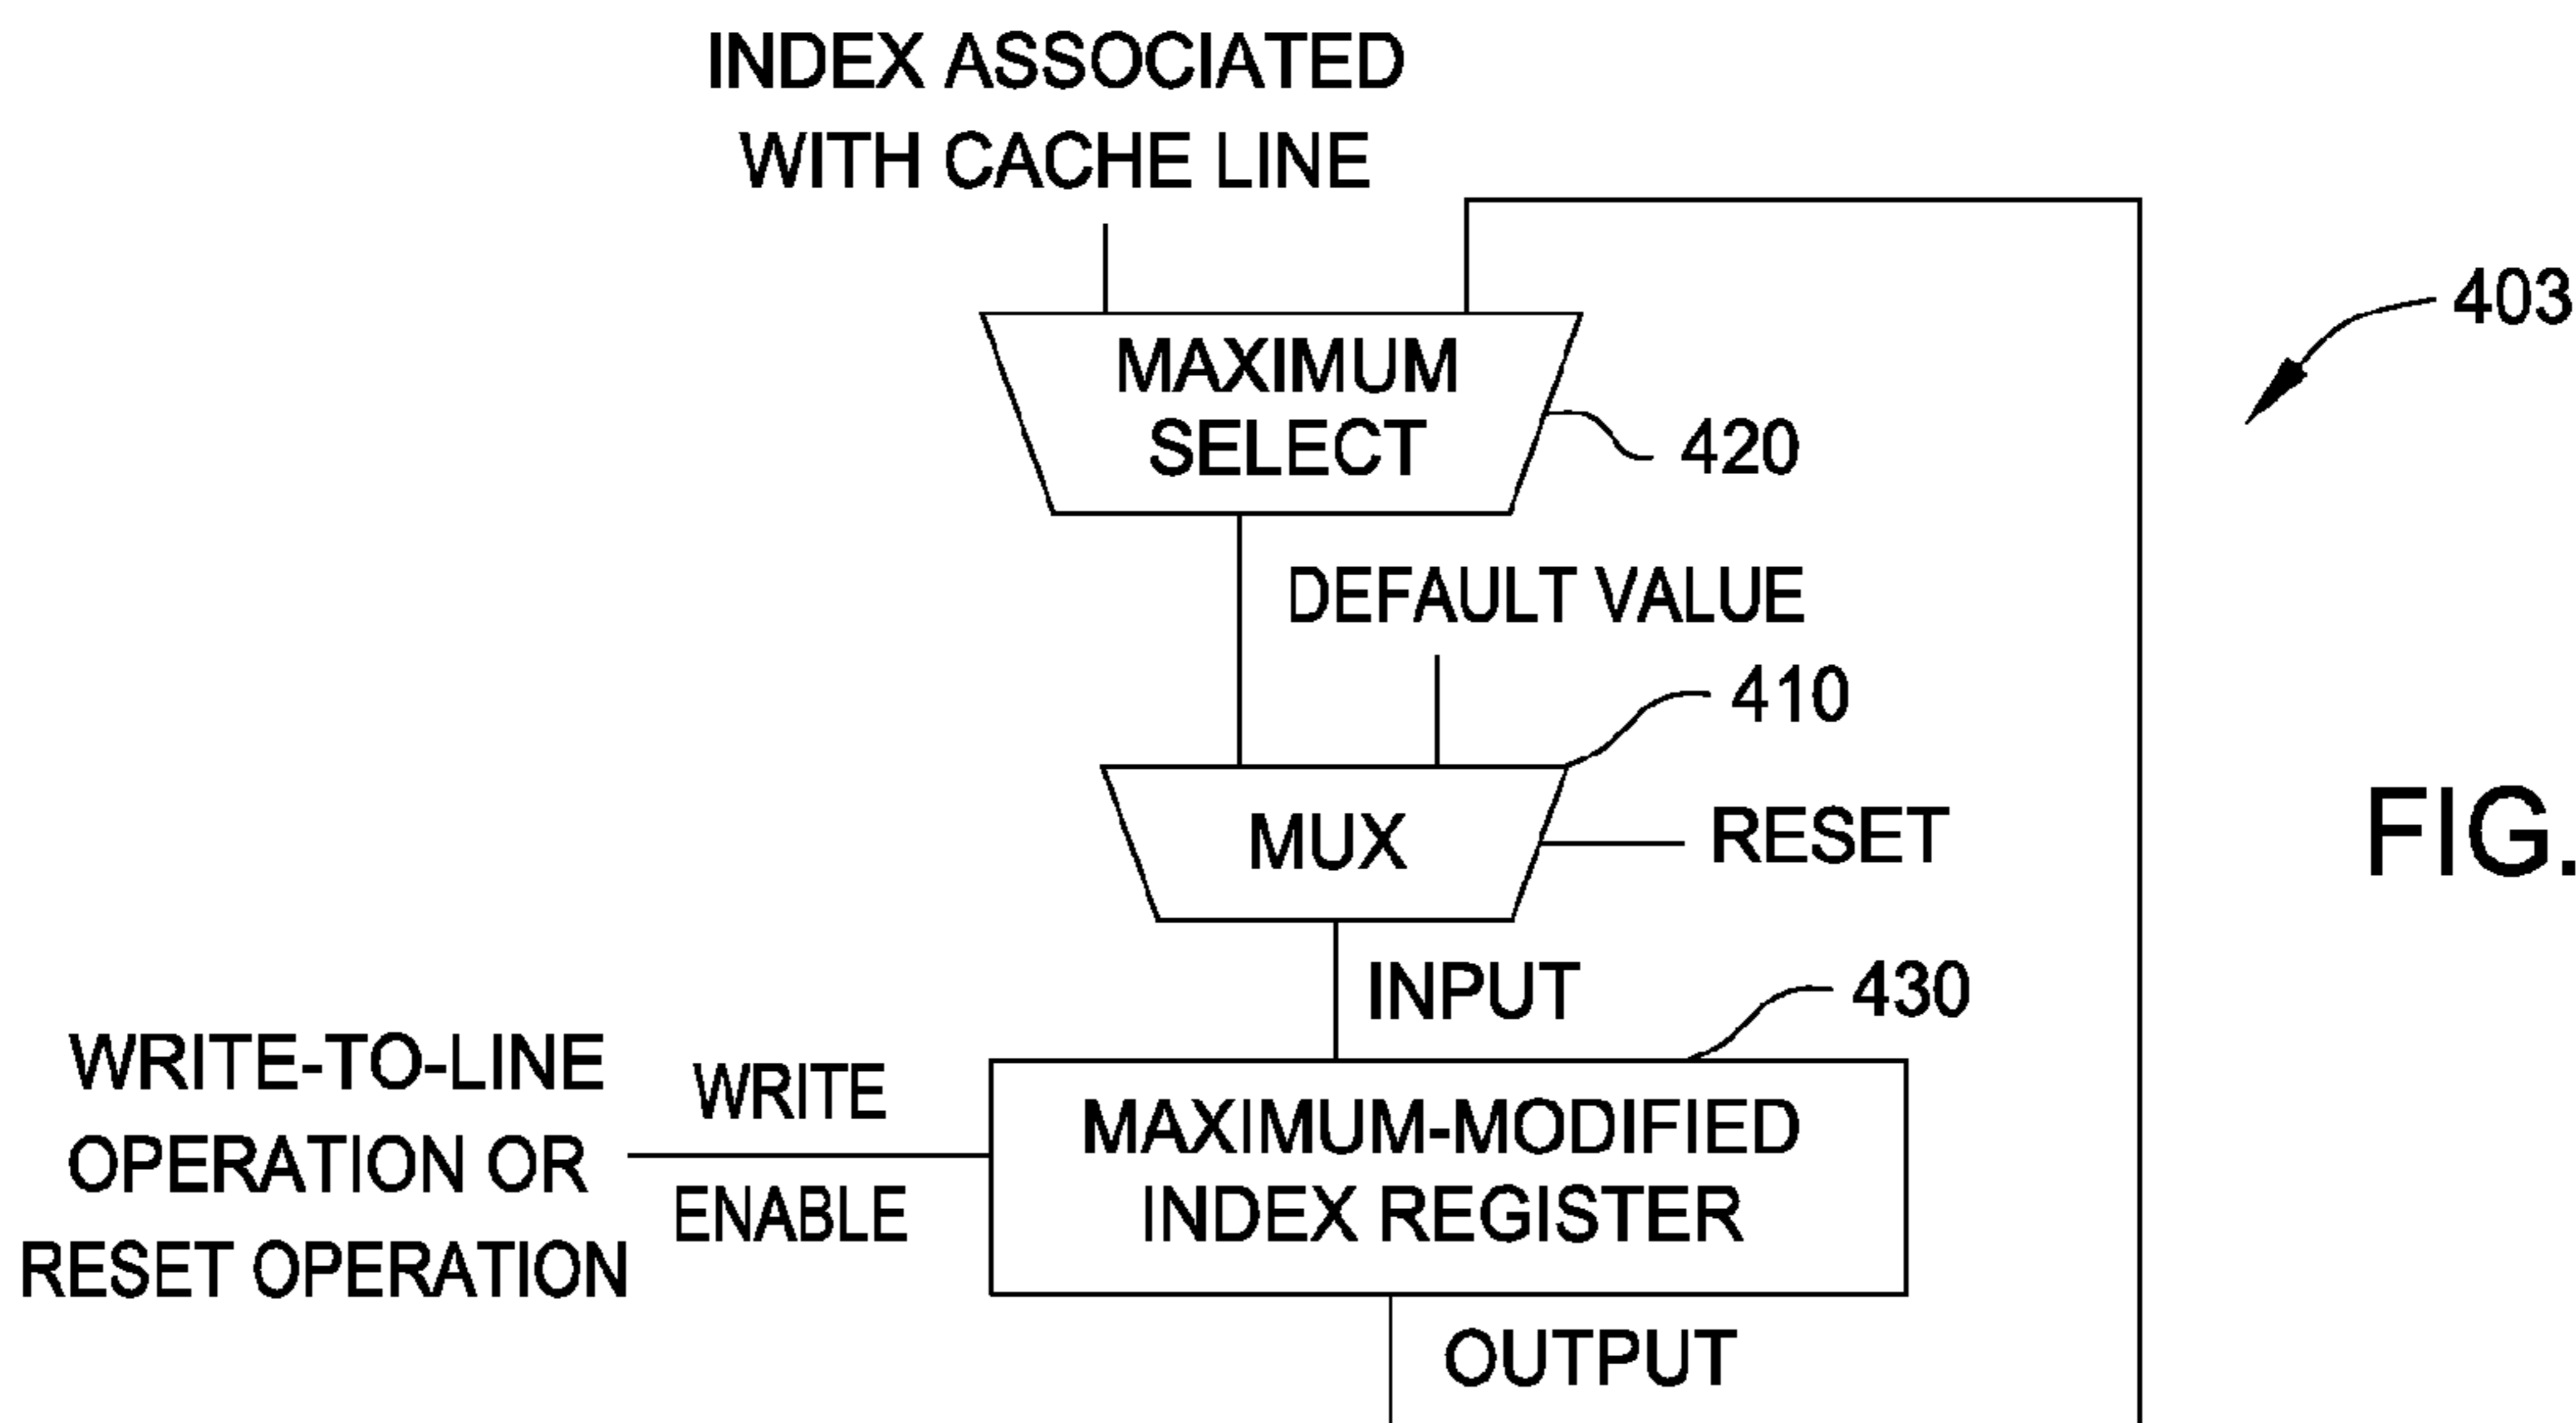 INDEX ASSOCIATED
WITH CACHE LINE
403
MAXIMUM
SELECT
420
DEFAULT VALUE
410
MUX
RESET
FIG.
INPUT
430
WRITE-TO-LINE
OPERATION OR
RESET OPERATION
WRITE
ENABLE
MAXIMUM-MODIFIED
INDEX REGISTER
OUTPUT